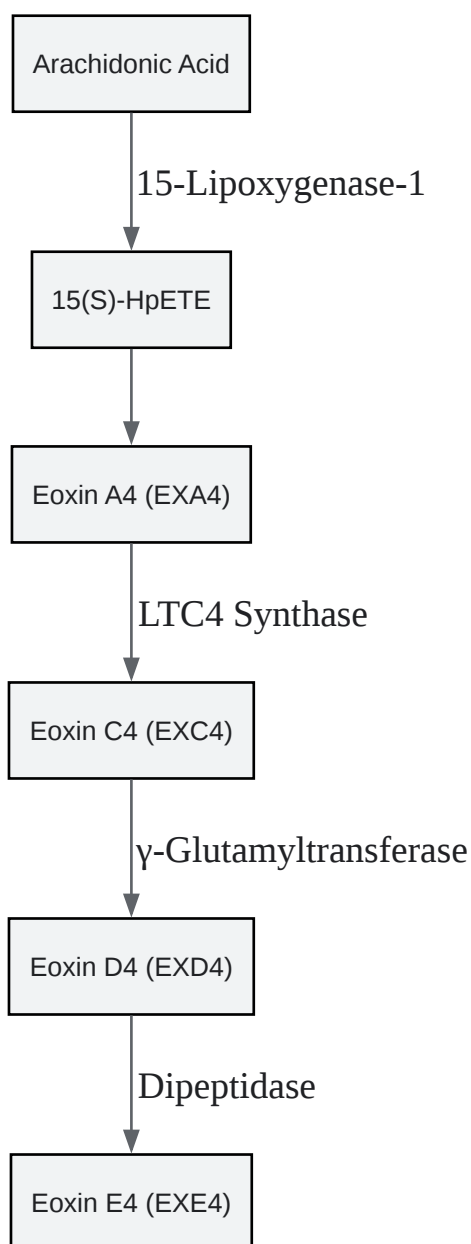 Arachidonic Acid
15-Lipoxygenase-1
15(S)-HpETE
Eoxin A4 (EXA4)
LTC4 Synthase
Eoxin C4 (EXC4)
γ-Glutamyltransferase
Eoxin D4 (EXD4)
Dipeptidase
Eoxin E4 (EXE4)